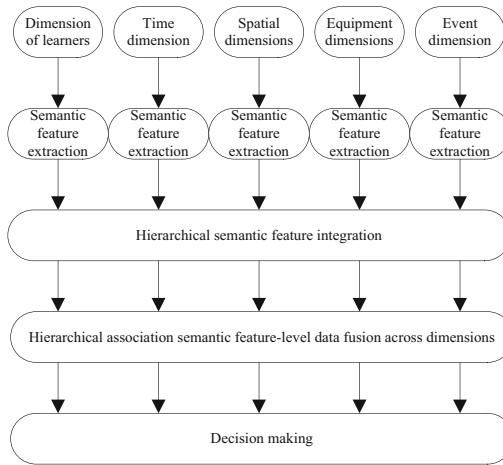 Dimension
of learners
Time
dimension
Spatial
dimensions
Equipment
dimensions
Event
dimension
Semantic
feature
extraction
Semantic
feature
extraction
Semantic
feature
extraction
Semantic
feature
extraction
Semantic
feature
extraction
Hierarchical semantic feature integration
Hierarchical association semantic feature-level data fusion across dimensions
Decision making